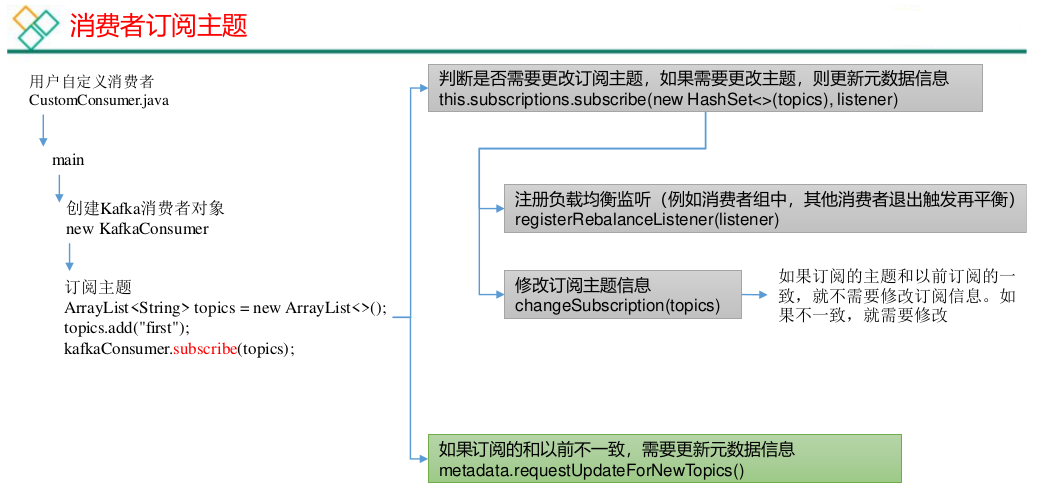 消费者订阅主题
用户自定义消费者
CustomConsumer.java
main
创建Kafka消费者对象
new KafkaConsumer
订阅主题
ArrayList<String> topics = new ArrayList<>();
topics.add("first");
kafkaConsumer.subscribe(topics);
判断是否需要更改订阅主题，如果需要更改主题，则更新元数据信息
this.subscriptions.subscribe(new HashSet<>(topics), listener)
注册负载均衡监听（例如消费者组中，其他消费者退出触发再平衡）
registerRebalanceListener(listener)
修改订阅主题信息
changeSubscription(topics)
如果订阅的主题和以前订阅的一
致，就不需要修改订阅信息。如
果不一致，就需要修改
如果订阅的和以前不一致，需要更新元数据信息
metadata.requestUpdateForNewTopics()